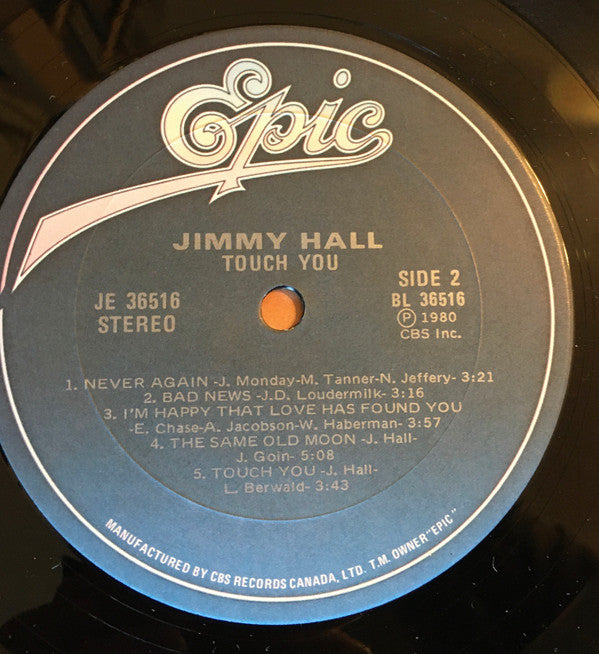 Epic
JIMMY HALL
TOUCH YOU
JE 36516
STEREO
SIDE 2
BL 36516
Ⓟ 1980
CBS Inc.
1. NEVER AGAIN -J. Monday-M. Tanner-N. Jeffery- 3:21
2. BAD NEWS -J.D. Loudermilk- 3:16
3. I'M HAPPY THAT LOVE HAS FOUND YOU
-E. Chase-A. Jacobson-W. Haberman- 3:57
4. THE SAME OLD MOON -J. Hall-
J. Goin- 5:08
5. TOUCH YOU -J. Hall-
L. Berwald- 3:43
MANUFACTURED BY CBS RECORDS CANADA, LTD. T.M. OWNER "EPIC"